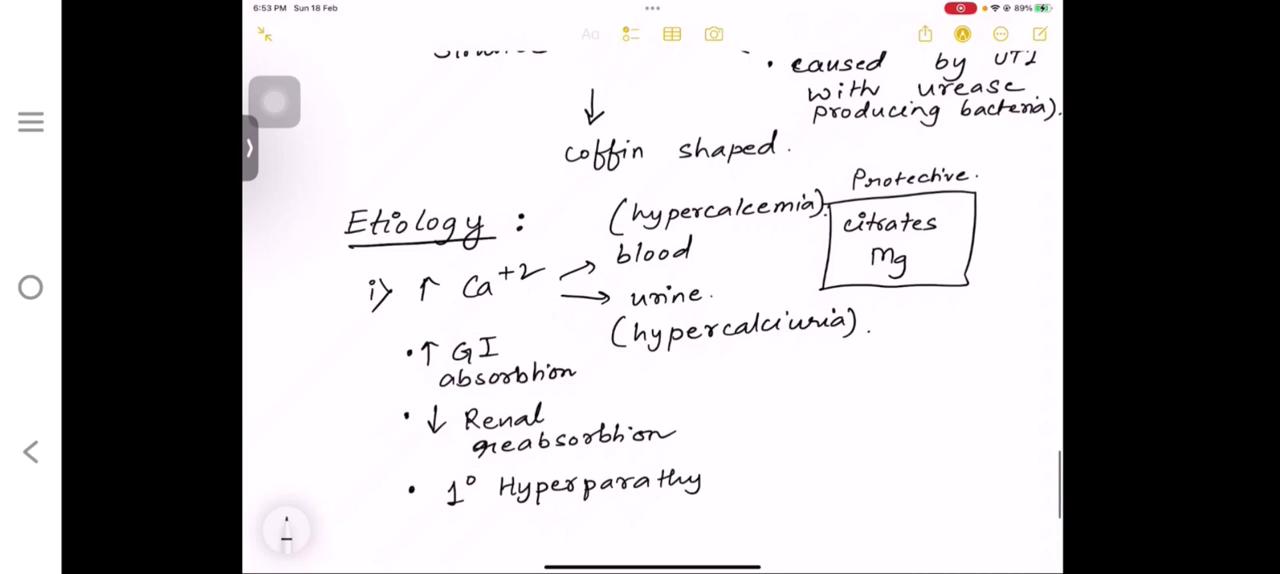 6:53 PM Sun 18 Feb
89%
Aa
• caused by UTI
with urease
producing bacteria).
↓
coffin shaped.
Protective.
Etiology :
(hypercalcemia).
citrates
Mg
i) ↑ Ca+2
→ blood
→ urine.
(hypercalciuria).
• ↑ GI
absorbtion
• ↓ Renal
reabsorbtion
• 1° Hyperparathy